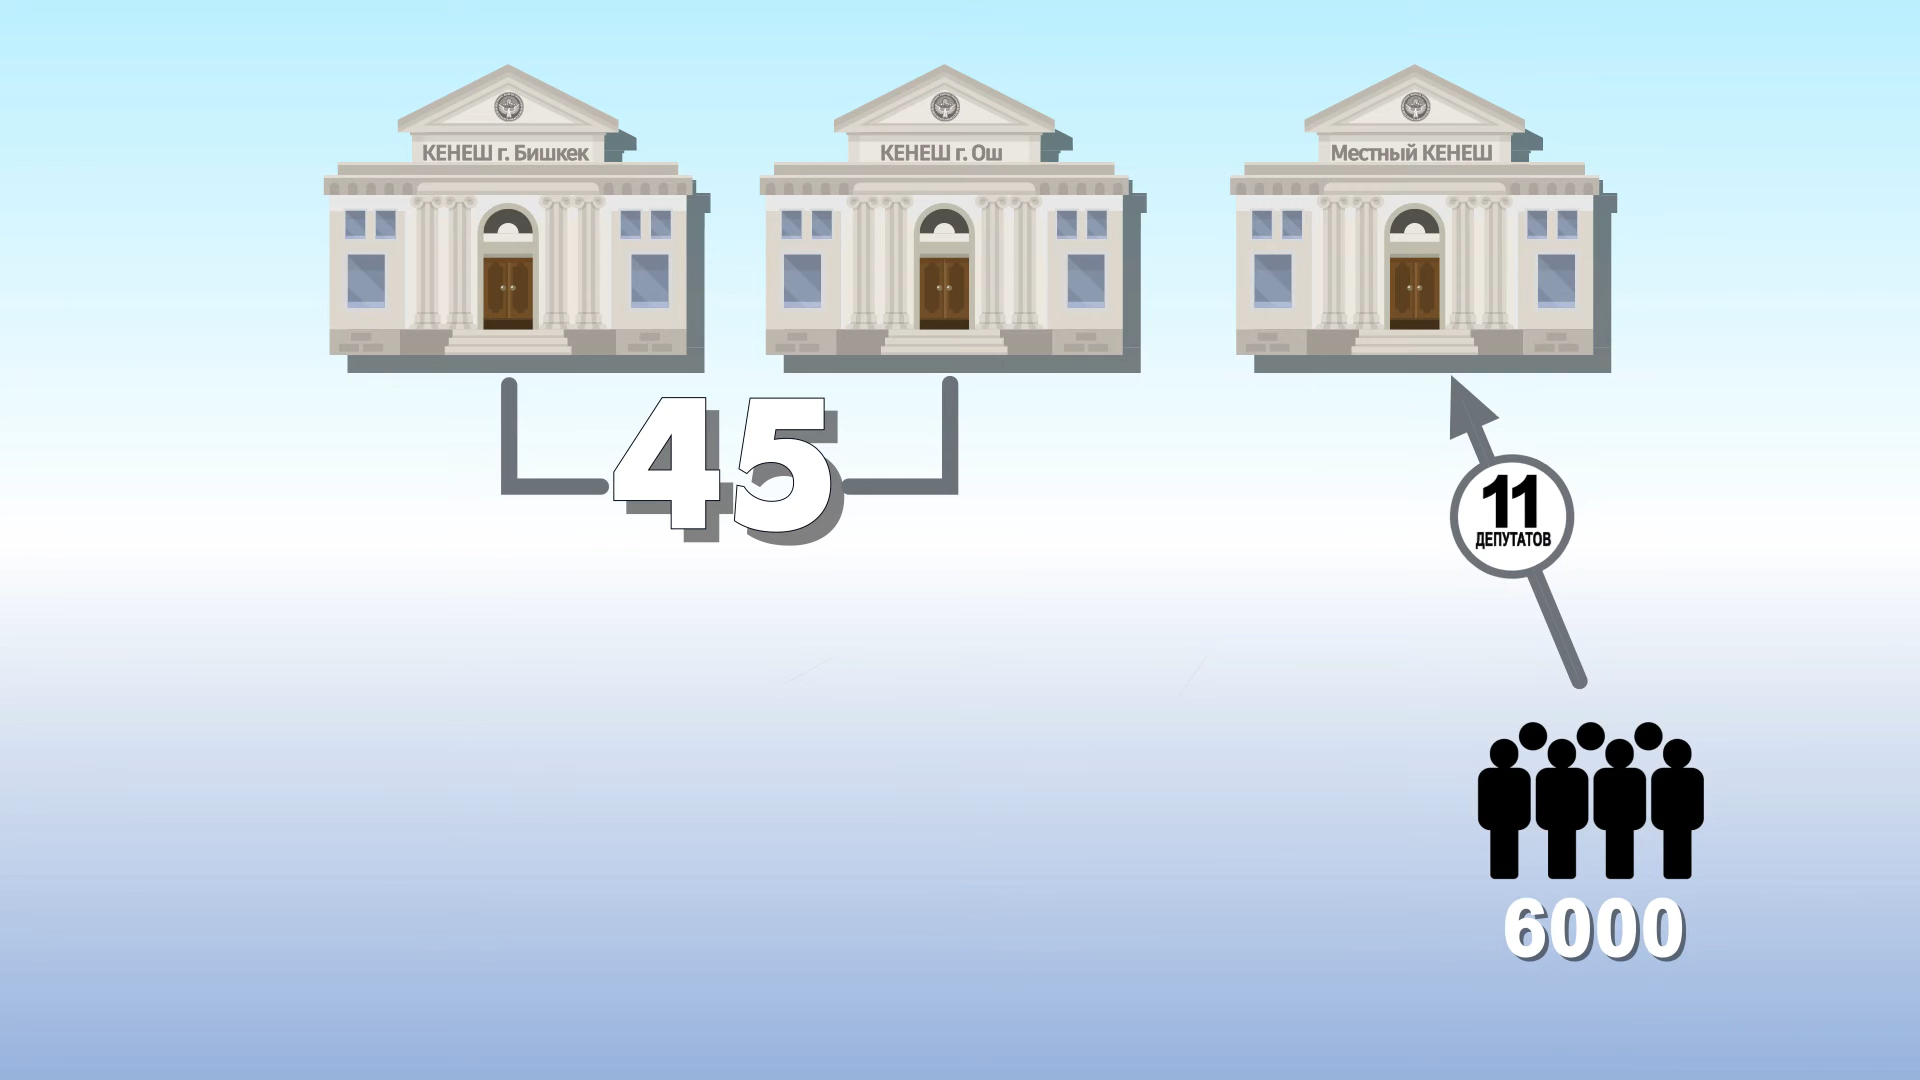 КЕНЕШ г. Бишкек
КЕНЕШ г. Ош
Местный КЕНЕШ
45
11
ДЕПУТАТОВ
6000